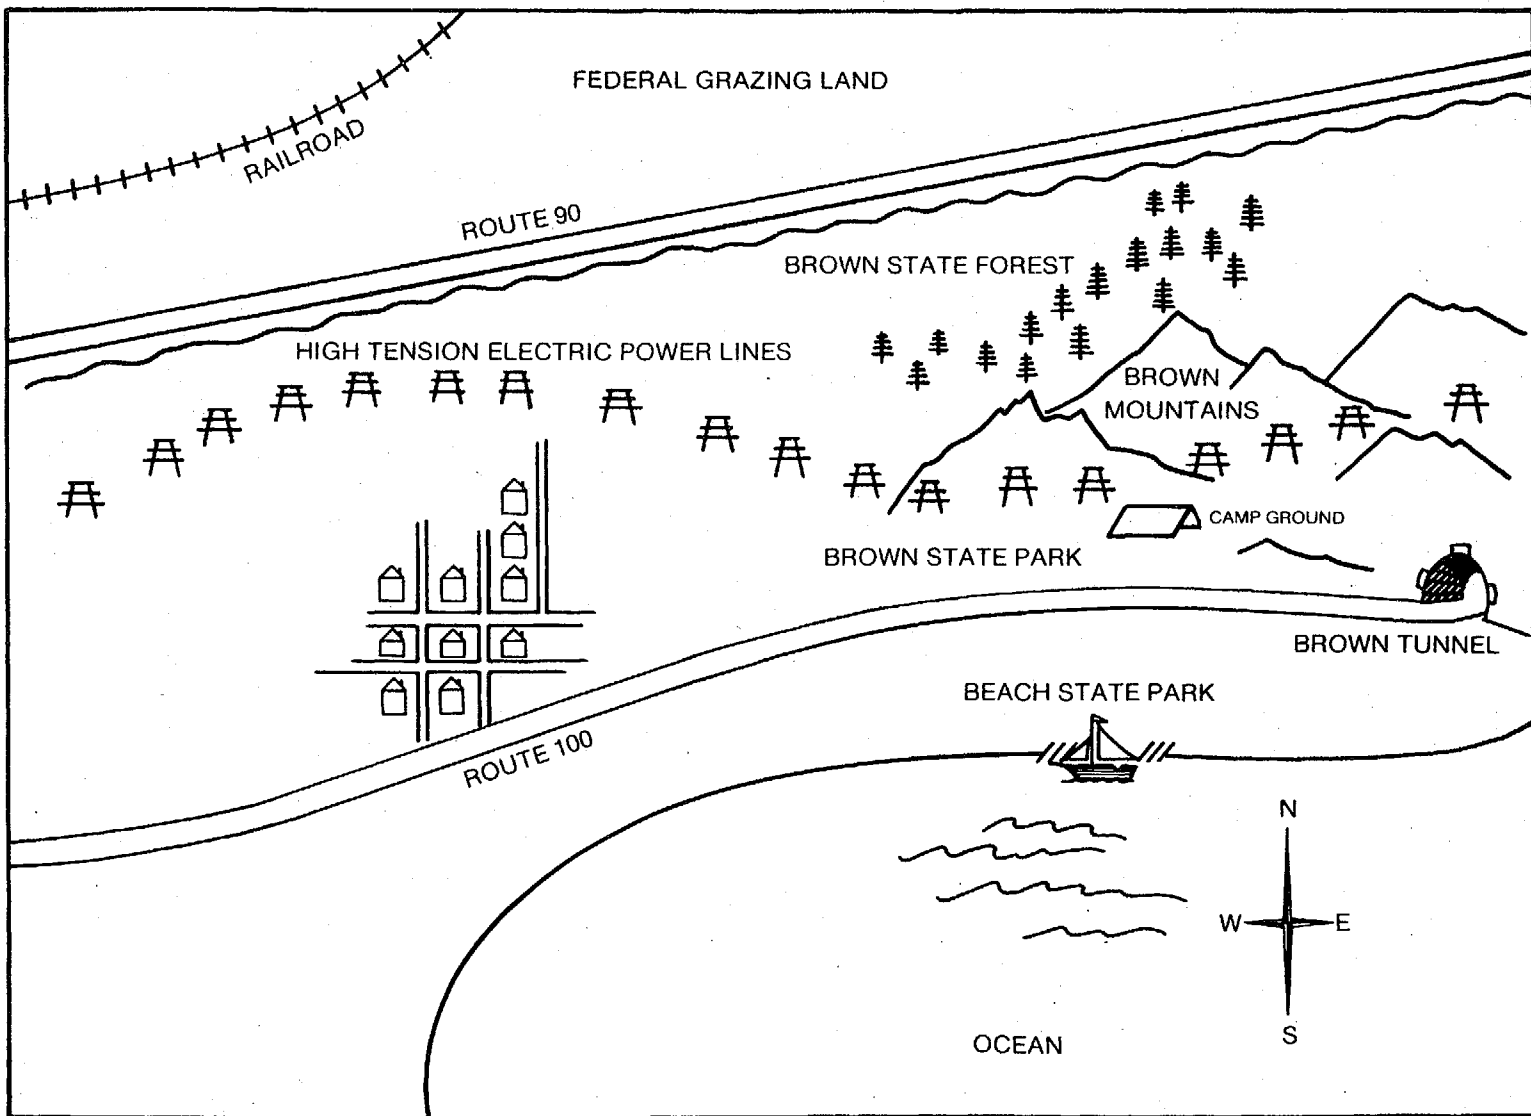 FEDERAL GRAZING LAND
RAILROAD
ROUTE 90
BROWN STATE FOREST
HIGH TENSION ELECTRIC POWER LINES
BROWN
MOUNTAINS
CAMP GROUND
BROWN STATE PARK
BROWN TUNNEL
BEACH STATE PARK
ROUTE 100
N
W E
S
OCEAN